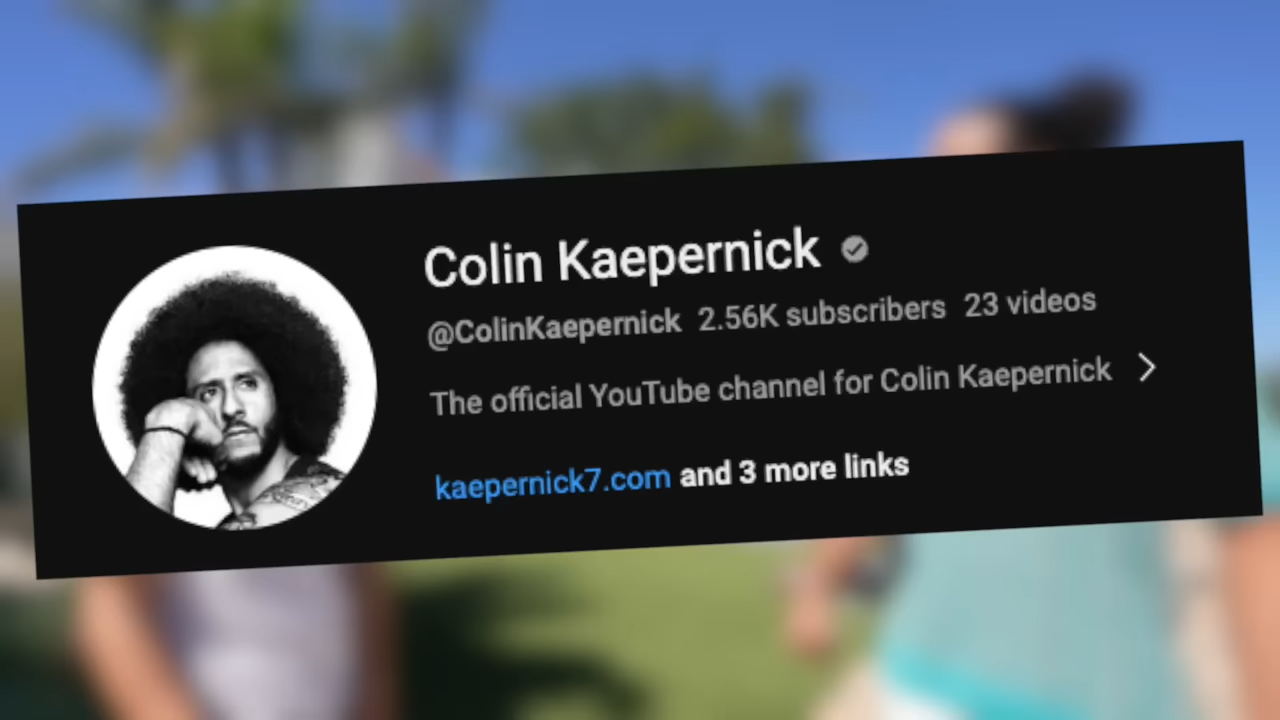 Colin Kaepernick
@ColinKaepernick 2.56K subscribers 23 videos
The official YouTube channel for Colin Kaepernick
kaepernick7.com and 3 more links